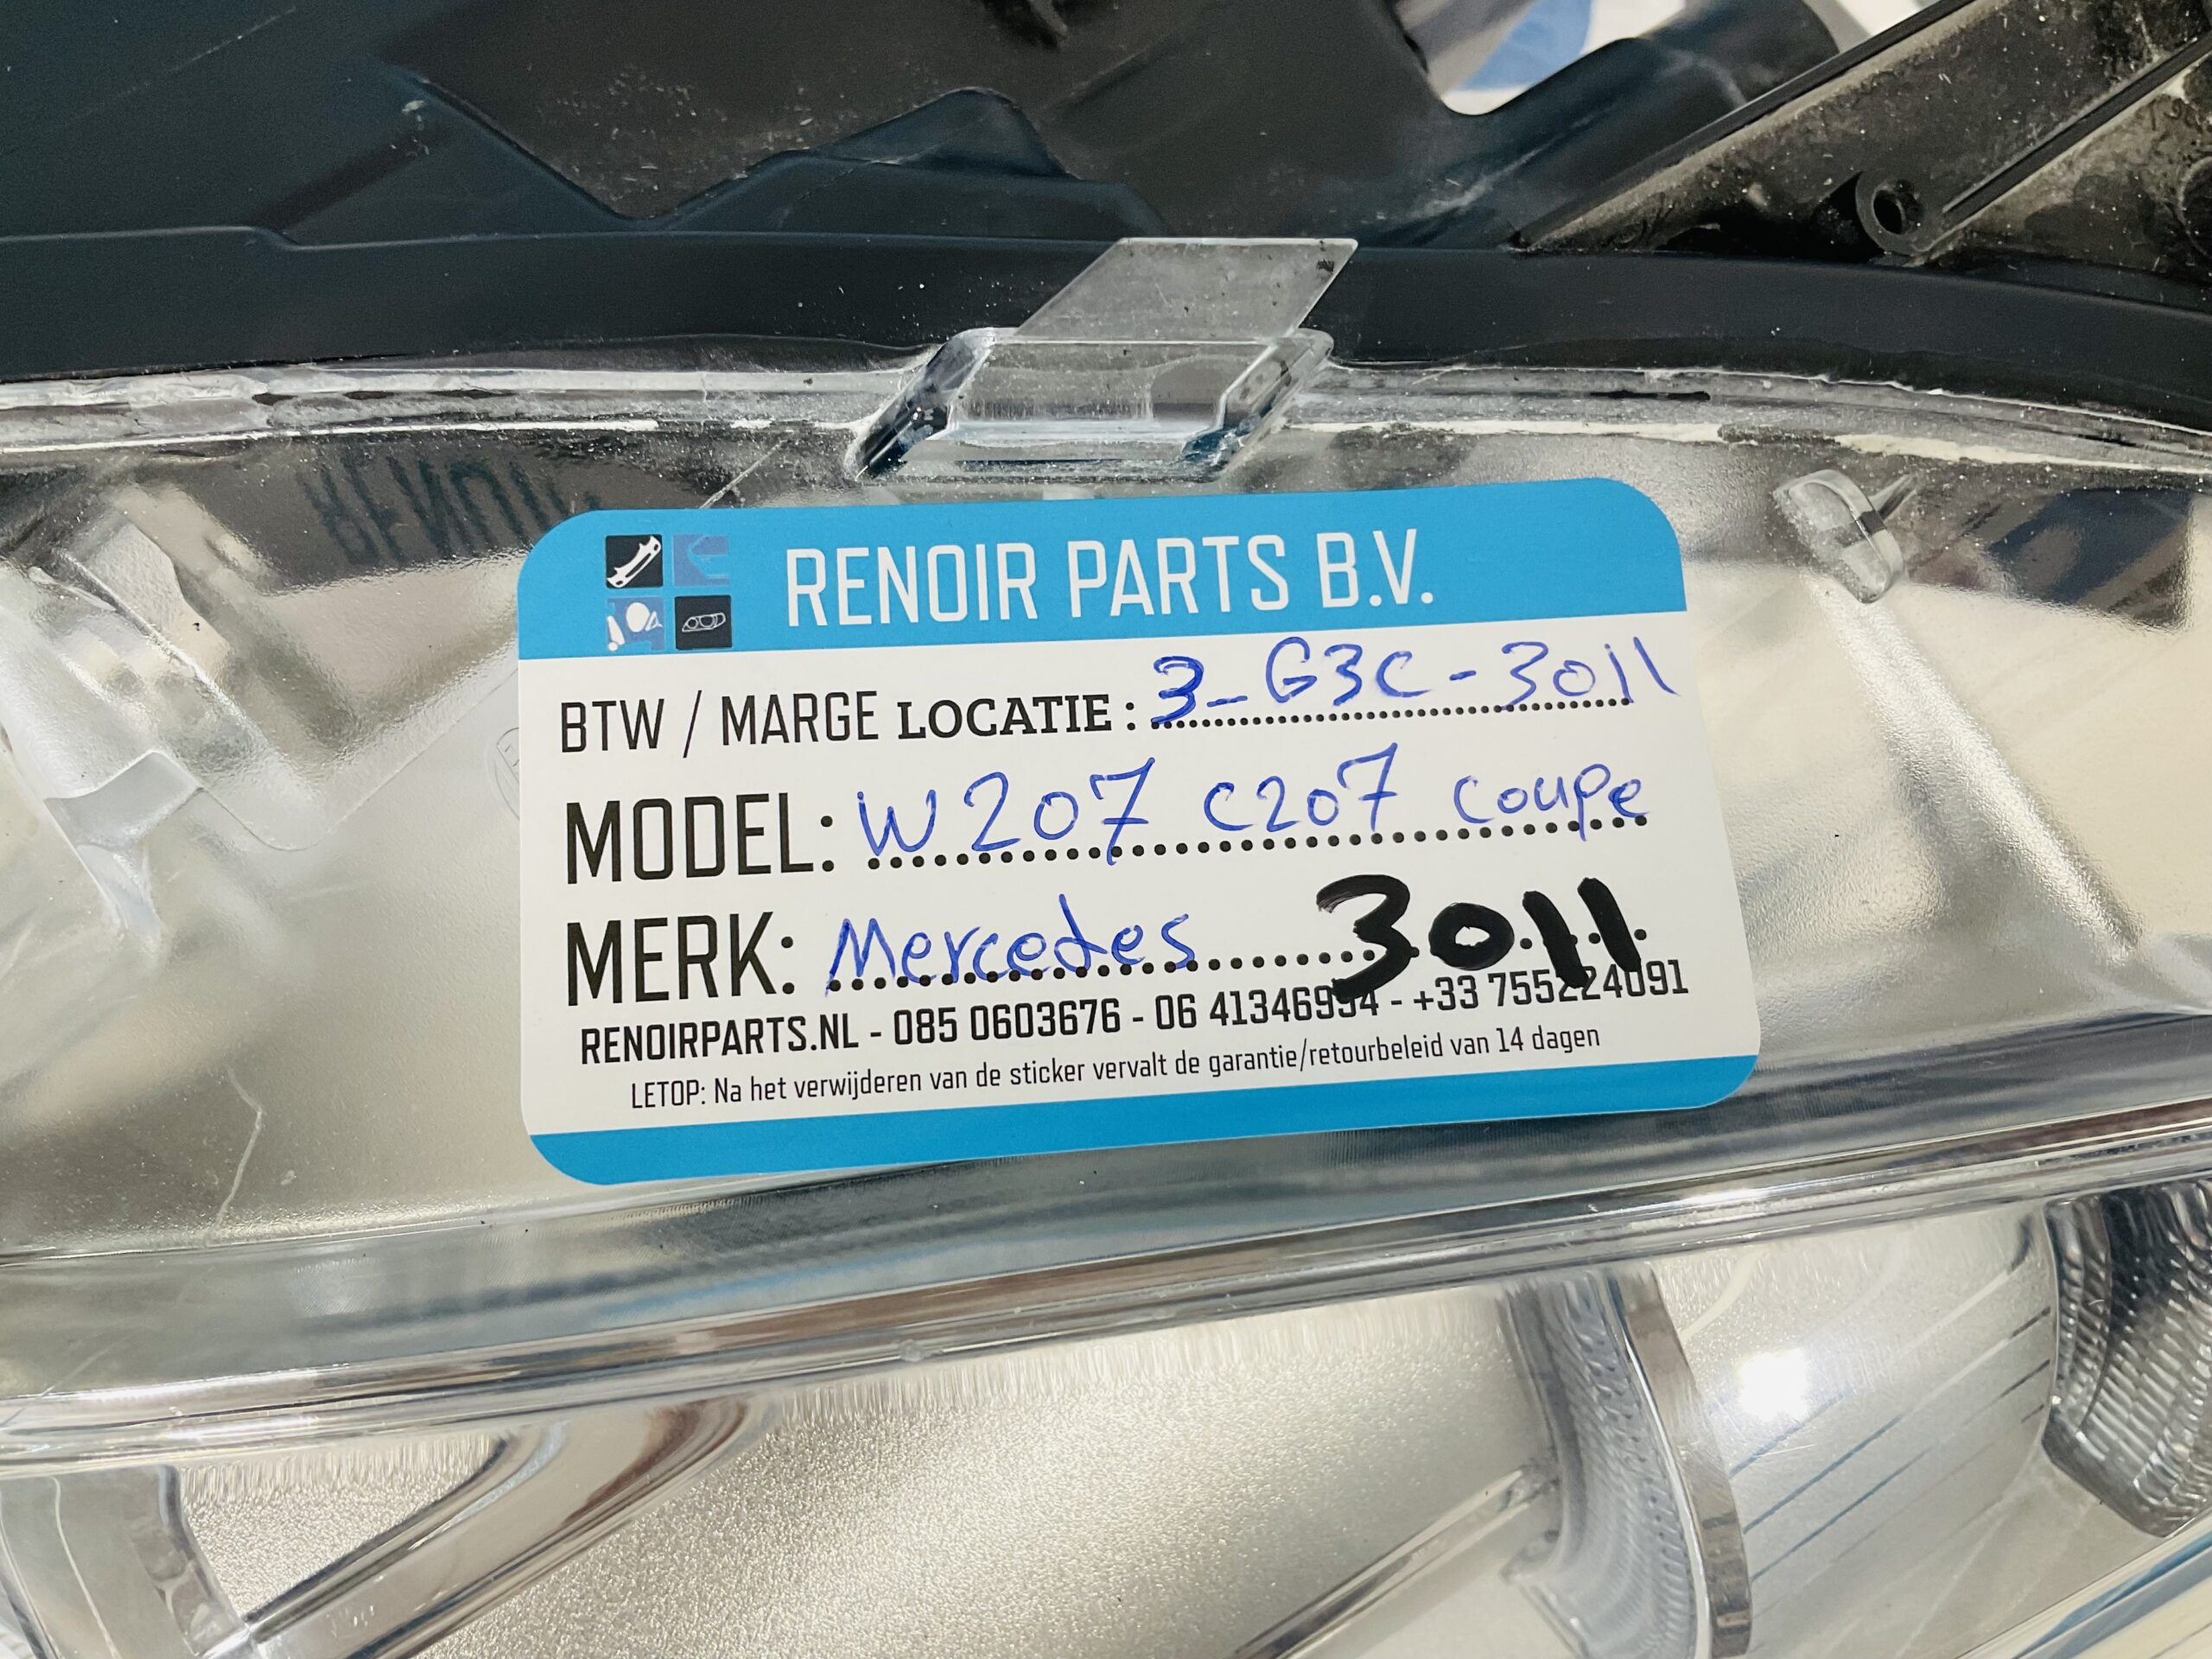 RENOIR PARTS B.V.
BTW / MARGE LOCATIE : 3-G3C-3011
MODEL: W207 C207 coupe
MERK: Mercedes 3011
RENOIRPARTS.NL - 085 0603676 - 06 41346994 - +33 755224091
LETOP: Na het verwijderen van de sticker vervalt de garantie/retourbeleid van 14 dagen